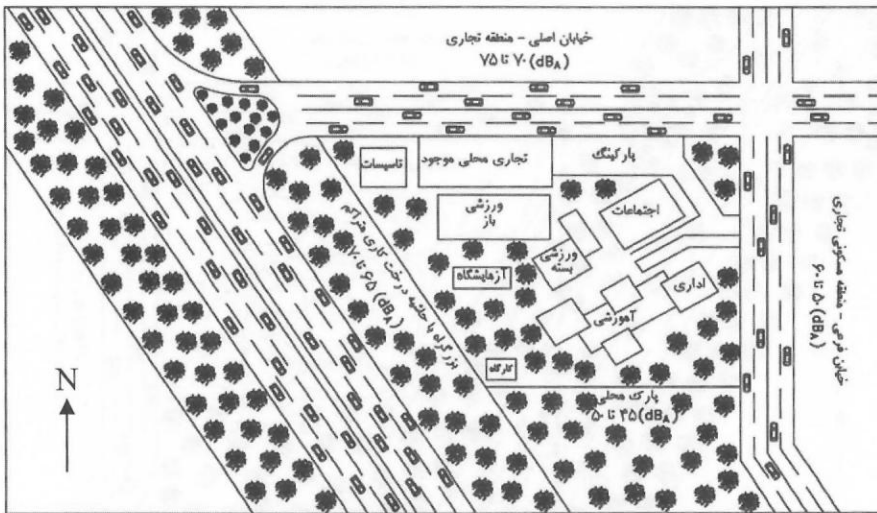 خیابان اصلی - منطقه تجاری
۷۰ تا ۷۵ (dBA)
تاسیسات
تجاری محلی موجود
پارکینگ
ورزشی
باز
اجتماعات
ورزشی
بسته
آزمایشگاه
اداری
آموزشی
کارگاه
پارک محلی
۴۵ تا ۵۰ (dBA)
بزرگراه با حاشیه درخت کاری متراکم
۶۵ تا ۷۰ (dBA)
خیابان فرعی - منطقه مسکونی تجاری
۵۰ تا ۶۰ (dBA)
N